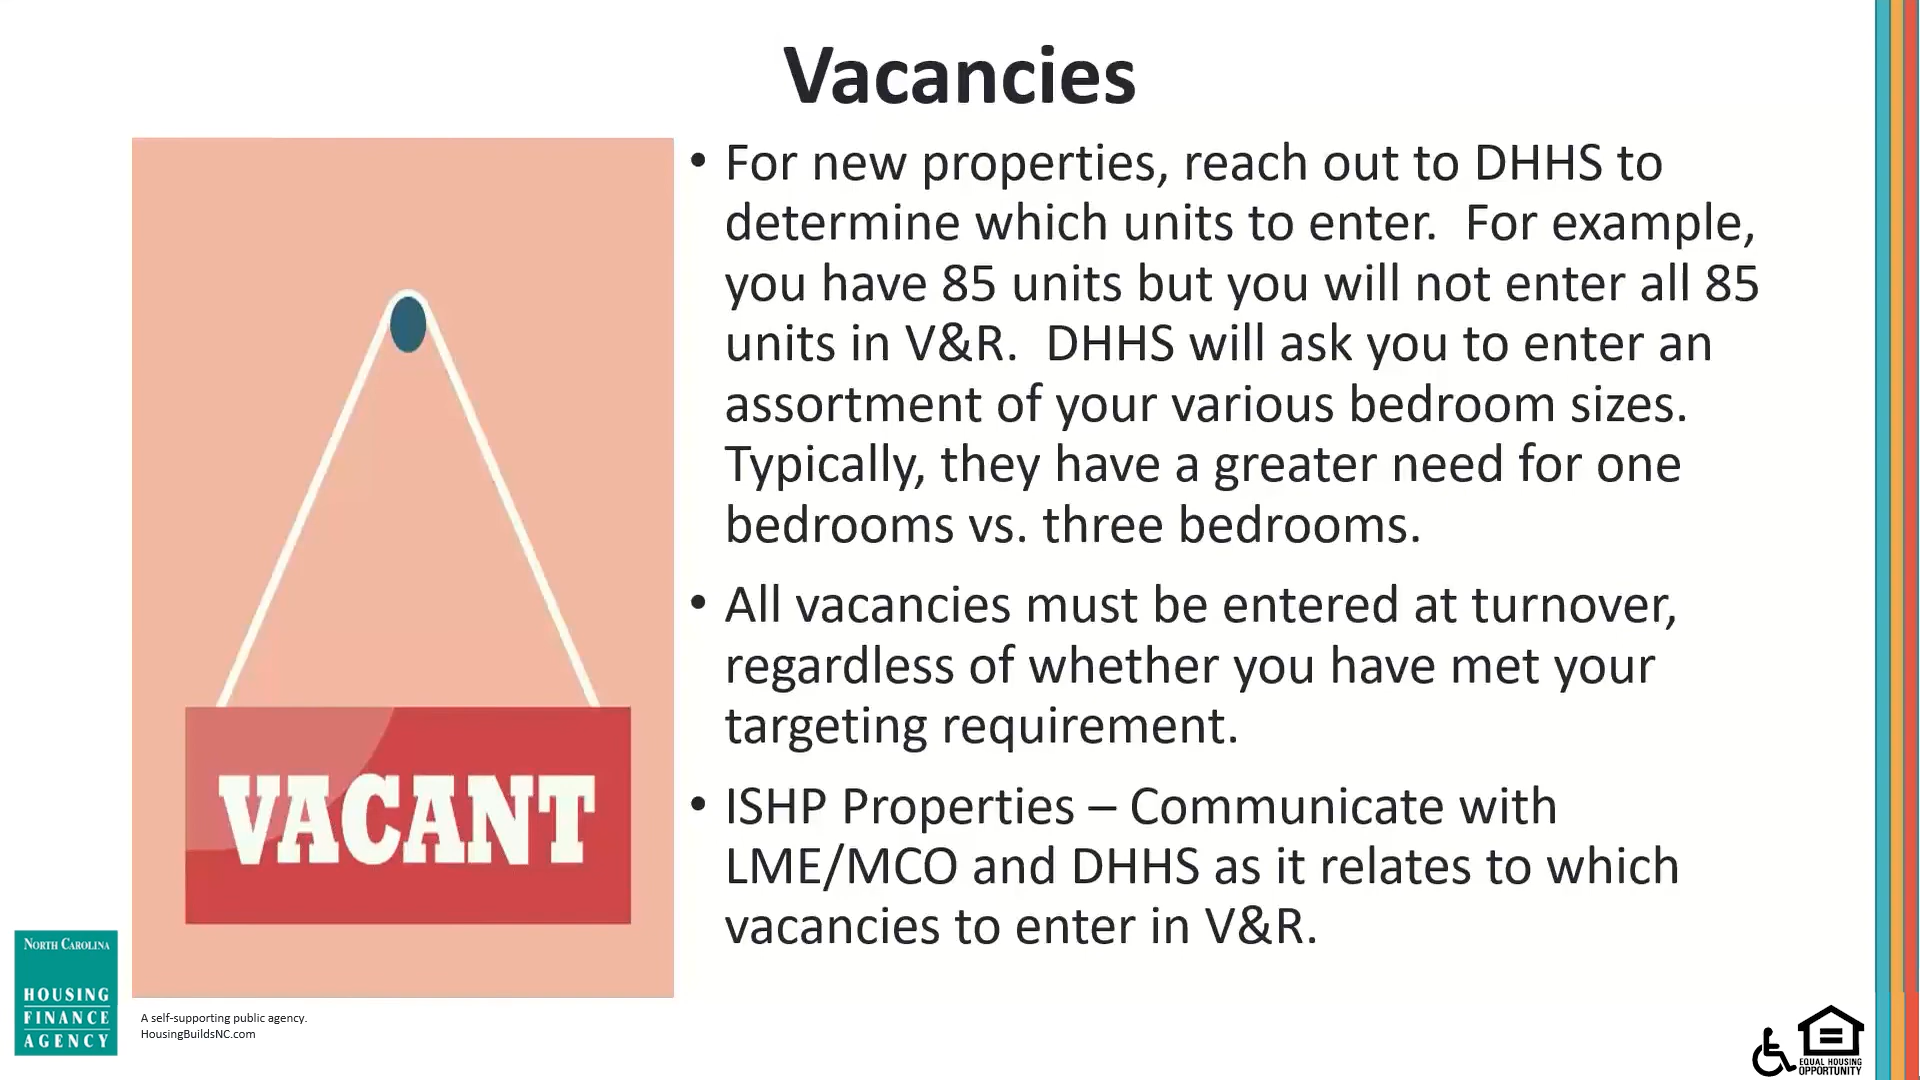 Vacancies
• For new properties, reach out to DHHS to
determine which units to enter.  For example,
you have 85 units but you will not enter all 85
units in V&R.  DHHS will ask you to enter an
assortment of your various bedroom sizes.
Typically, they have a greater need for one
bedrooms vs. three bedrooms.
• All vacancies must be entered at turnover,
regardless of whether you have met your
targeting requirement.
• ISHP Properties – Communicate with
LME/MCO and DHHS as it relates to which
vacancies to enter in V&R.
VACANT
NORTH CAROLINA
HOUSING
FINANCE
AGENCY
A self-supporting public agency.
HousingBuildsNC.com
EQUAL HOUSING
OPPORTUNITY